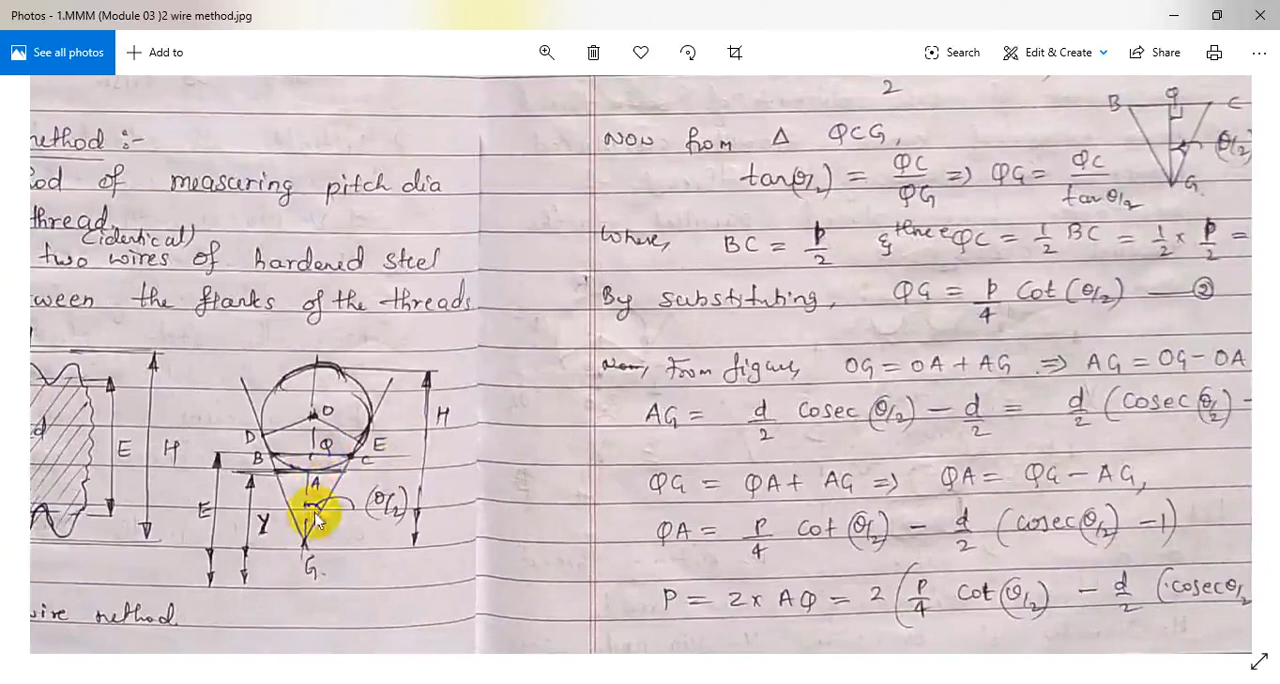 Photos - 1.MMM (Module 03 )2 wire method.jpg
See all photos
Add to
Search
Edit & Create
Share
method :-
od of measuring pitch dia
thread.
(identical)
two wires of hardened steel
ween the flanks of the threads
d
E
H
O
D
E
B
Q
C
A
E
Y
(θ/2)
H
G.
wire method
2
B
Q
C
(θ/2)
G.
Now from Δ QCG,
tan(θ/2) = QC/QG => QG = QC/tanθ/2
Where, BC = p/2 & thence QC = 1/2 BC = 1/2 × p/2 =
By substituting, QG = p/4 Cot(θ/2) — ②
Now, From figure, OG = OA + AG => AG = OG - OA
AG = d/2 Cosec(θ/2) - d/2 = d/2 (Cosec(θ/2) -
QG = QA + AG => QA = QG - AG,
QA = p/4 Cot(θ/2) - d/2 (Cosec(θ/2) - 1)
P = 2 x AQ = 2 (p/4 Cot(θ/2) - d/2 (Cosec θ/2